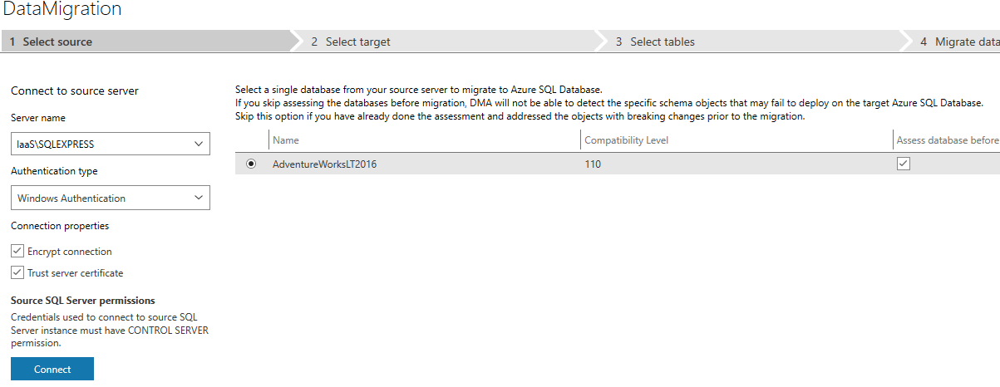 DataMigration
1 Select source
2 Select target
3 Select tables
4 Migrate data
Connect to source server
Server name
IaaS\SQLEXPRESS
Authentication type
Windows Authentication
Connection properties
Encrypt connection
Trust server certificate
Source SQL Server permissions
Credentials used to connect to source SQL
Server instance must have CONTROL SERVER
permission.
Connect
Select a single database from your source server to migrate to Azure SQL Database.
If you skip assessing the databases before migration, DMA will not be able to detect the specific schema objects that may fail to deploy on the target Azure SQL Database.
Skip this option if you have already done the assessment and addressed the objects with breaking changes prior to the migration.
Name Compatibility Level Assess database before
AdventureWorksLT2016 110